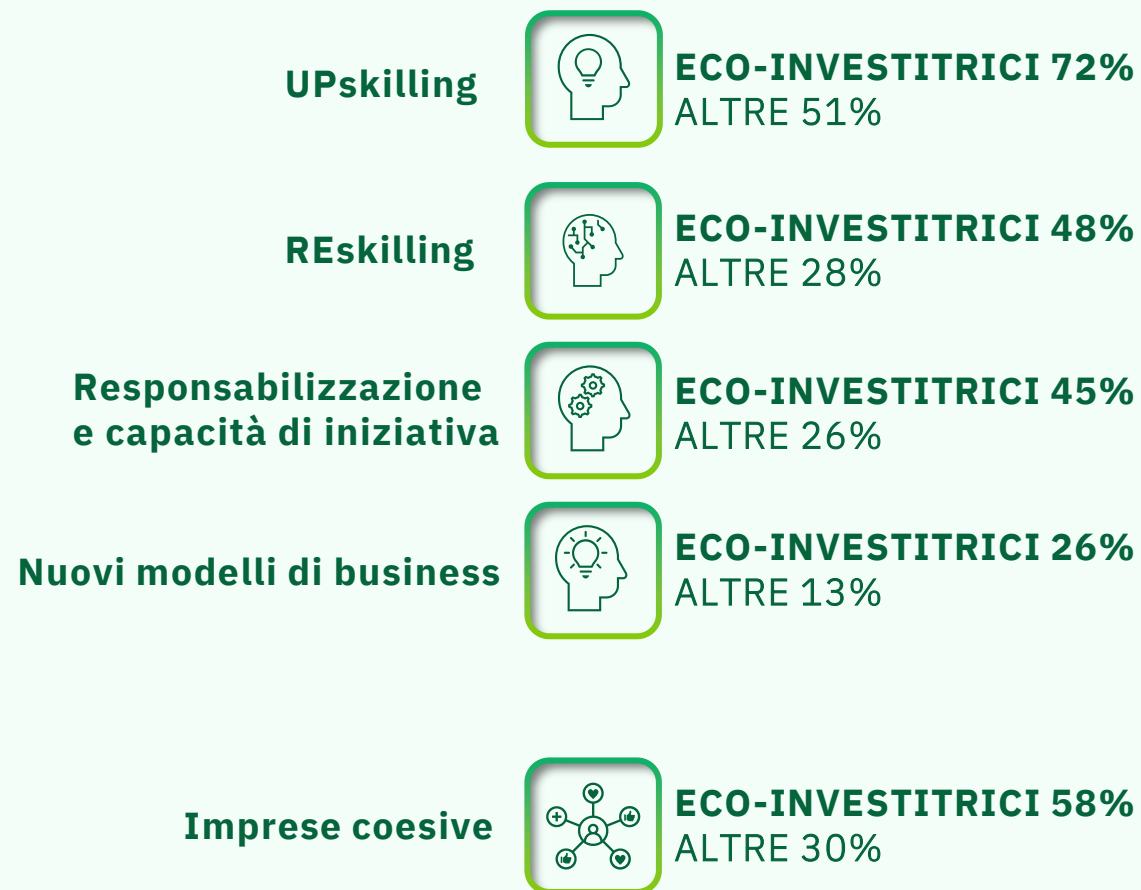 UPskilling
ECO-INVESTITRICI 72%
ALTRE 51%
REskilling
ECO-INVESTITRICI 48%
ALTRE 28%
Responsabilizzazione
e capacità di iniziativa
ECO-INVESTITRICI 45%
ALTRE 26%
Nuovi modelli di business
ECO-INVESTITRICI 26%
ALTRE 13%
Imprese coesive
ECO-INVESTITRICI 58%
ALTRE 30%